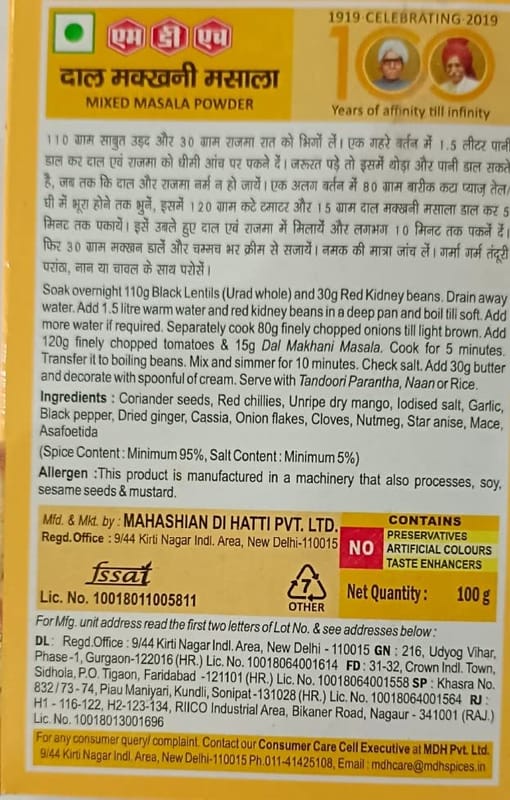 एम डी एच
1919·CELEBRATING·2019
100
दाल मक्खनी मसाला
MIXED MASALA POWDER
Years of affinity till infinity
110 ग्राम साबुत उड़द और 30 ग्राम राजमा रात को भिगों लें। एक गहरे बर्तन में 1.5 लीटर पानी
डाल कर दाल एवं राजमा को धीमी आंच पर पकने दें। जरूरत पड़े तो इसमें थोड़ा और पानी डाल सकते
है, जब तक कि दाल और राजमा नर्म न हो जायें। एक अलग बर्तन में 80 ग्राम बारीक कटा प्याज़ तेल/
घी में भूरा होने तक भुनें, इसमें 120 ग्राम कटे टमाटर और 15 ग्राम दाल मक्खनी मसाला डाल कर 5
मिनट तक पकायें। इसें उबले हुए दाल एवं राजमा में मिलायें और लगभग 10 मिनट तक पकनें दें।
फिर 30 ग्राम मक्खन डालें और चम्मच भर क्रीम से सजायें। नमक की मात्रा जांच लें। गर्मा गर्म तंदूरी
परांठा, नान या चावल के साथ परोसें।
Soak overnight 110g Black Lentils (Urad whole) and 30g Red Kidney beans. Drain away
water. Add 1.5 litre warm water and red kidney beans in a deep pan and boil till soft. Add
more water if required. Separately cook 80g finely chopped onions till light brown. Add
120g finely chopped tomatoes & 15g Dal Makhani Masala. Cook for 5 minutes.
Transfer it to boiling beans. Mix and simmer for 10 minutes. Check salt. Add 30g butter
and decorate with spoonful of cream. Serve with Tandoori Parantha, Naan or Rice.
Ingredients : Coriander seeds, Red chillies, Unripe dry mango, Iodised salt, Garlic,
Black pepper, Dried ginger, Cassia, Onion flakes, Cloves, Nutmeg, Star anise, Mace,
Asafoetida
(Spice Content : Minimum 95%, Salt Content : Minimum 5%)
Allergen :This product is manufactured in a machinery that also processes, soy,
sesame seeds & mustard.
Mfd. & Mkt. by : MAHASHIAN DI HATTI PVT. LTD.
Regd. Office : 9/44 Kirti Nagar Indl. Area, New Delhi-110015
CONTAINS
NO
PRESERVATIVES
ARTIFICIAL COLOURS
TASTE ENHANCERS
fssai
Lic. No. 10018011005811
7
OTHER
Net Quantity : 100 g
For Mfg. unit address read the first two letters of Lot No. & see addresses below :
DL : Regd.Office : 9/44 Kirti Nagar Indl. Area, New Delhi - 110015 GN : 216, Udyog Vihar,
Phase -1, Gurgaon-122016 (HR.) Lic. No. 10018064001614 FD : 31-32, Crown Indl. Town,
Sidhola, P.O. Tigaon, Faridabad -121101 (HR.) Lic. No. 10018064001558 SP : Khasra No.
832 / 73 - 74, Piau Maniyari, Kundli, Sonipat -131028 (HR.) Lic. No. 10018064001564 RJ :
H1 - 116-122, H2-123-134, RIICO Industrial Area, Bikaner Road, Nagaur - 341001 (RAJ.)
Lic. No. 10018013001696
For any consumer query/ complaint. Contact our Consumer Care Cell Executive at MDH Pvt. Ltd.
9/44 Kirti Nagar Indl. Area, New Delhi-110015 Ph.011-41425108, Email : mdhcare@mdhspices.in